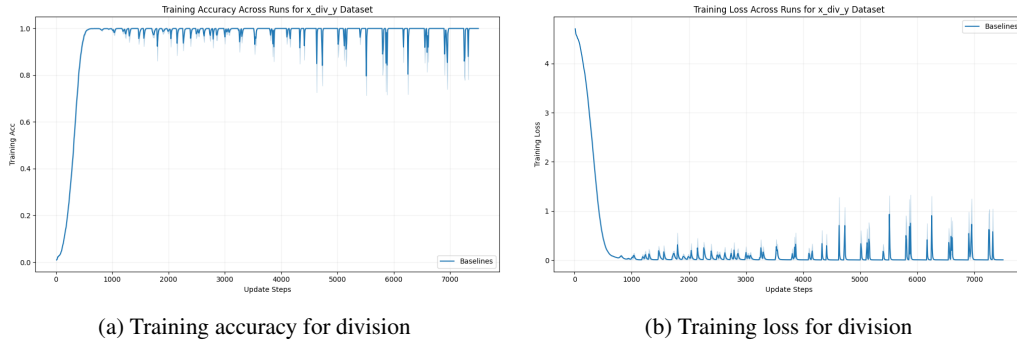 Training Accuracy Across Runs for x_div_y Dataset
1.0
0.8
0.6
0.4
0.2
0.0
Training Acc
0 1000 2000 3000 4000 5000 6000 7000
Update Steps
Baselines
(a) Training accuracy for division
Training Loss Across Runs for x_div_y Dataset
Baselines
4
3
2
1
0
Training Loss
0 1000 2000 3000 4000 5000 6000 7000
Update Steps
(b) Training loss for division